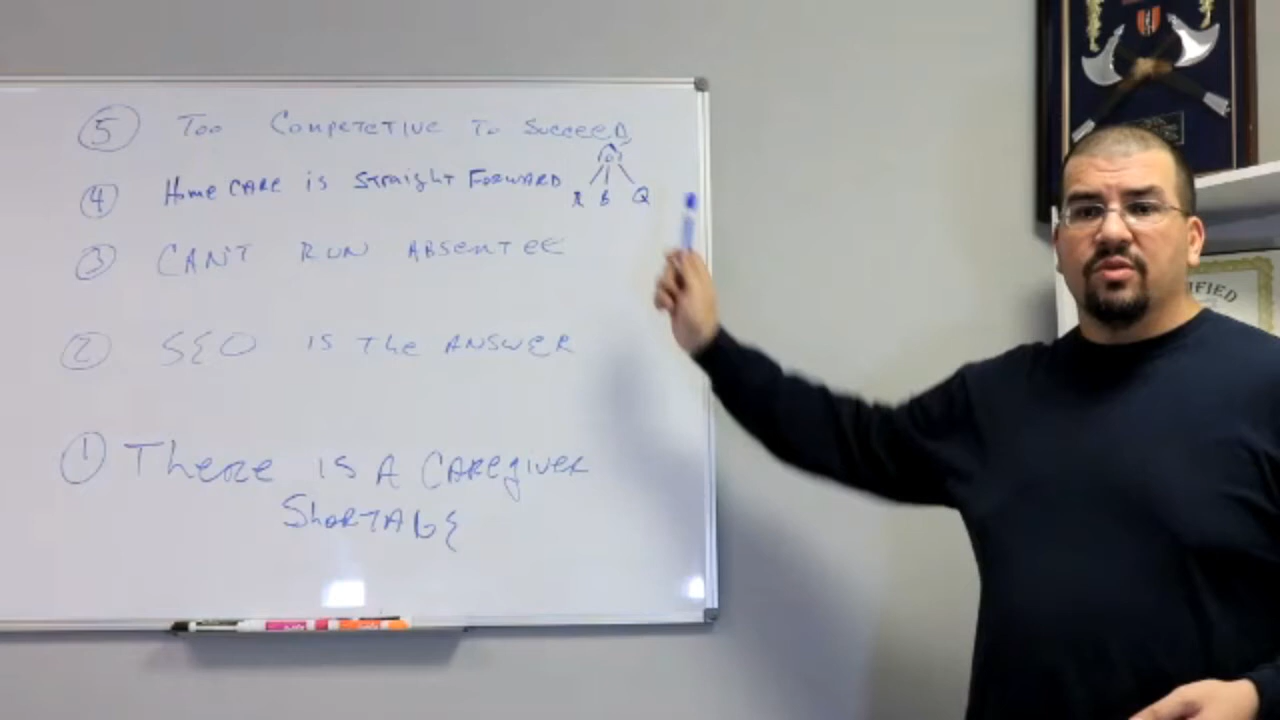 5 Too Competetive To Succeed
4 Home Care is Straight Forward
R B Q
3 Can't Run Absentee
2 SEO is the Answer
1 There is a Caregiver
Shortage
IFIED